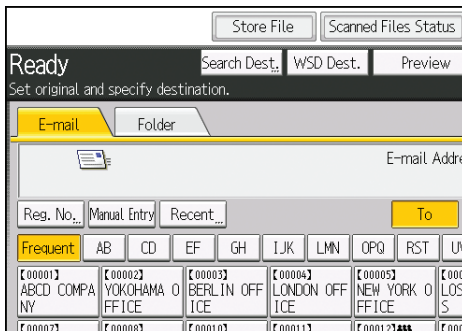 Store File Scanned Files Status
Ready Search Dest. WSD Dest. Preview
Set original and specify destination.
E-mail Folder
E-mail Addre
Reg. No. Manual Entry Recent To
Frequent AB CD EF GH IJK LMN OPQ RST UV
【00001】 【00002】 【00003】 【00004】 【00005】 【0000
ABCD COMPA YOKOHAMA O BERLIN OFF LONDON OFF NEW YORK O LOS
NY FFICE ICE ICE FFICE S
【00007】 【00008】 【00010】 【00011】 【00012】